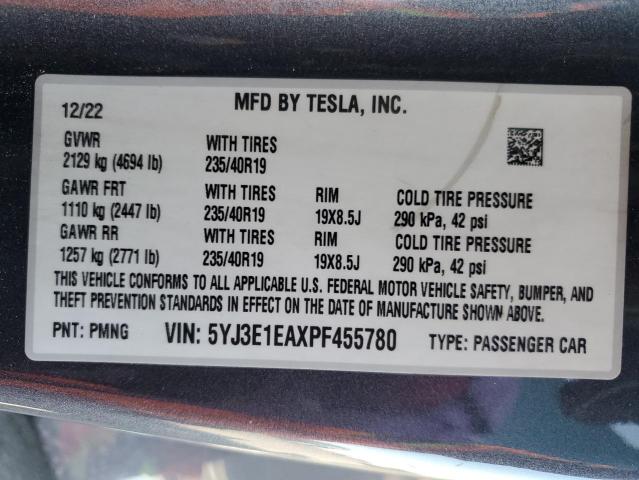 12/22 MFD BY TESLA, INC.
GVWR WITH TIRES
2129 kg (4694 lb) 235/40R19
GAWR FRT WITH TIRES RIM COLD TIRE PRESSURE
1110 kg (2447 lb) 235/40R19 19X8.5J 290 kPa, 42 psi
GAWR RR WITH TIRES RIM COLD TIRE PRESSURE
1257 kg (2771 lb) 235/40R19 19X8.5J 290 kPa, 42 psi
THIS VEHICLE CONFORMS TO ALL APPLICABLE U.S. FEDERAL MOTOR VEHICLE SAFETY, BUMPER, AND
THEFT PREVENTION STANDARDS IN EFFECT ON THE DATE OF MANUFACTURE SHOWN ABOVE.
PNT: PMNG VIN: 5YJ3E1EAXPF455780 TYPE: PASSENGER CAR